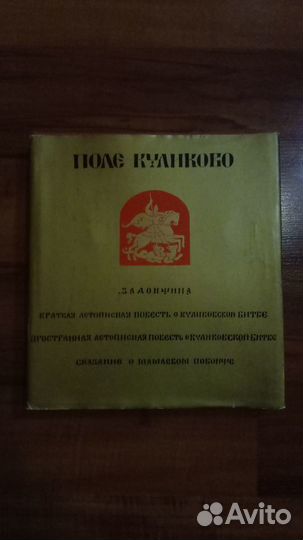 ПОЛЕ КУЛИКОВО
ЗАДОНЩИНА
КРАТКАЯ ЛЕТОПИСНАЯ ПОВЕСТЬ О КУЛИКОВСКОЙ БИТВЕ
ПРОСТРАННАЯ ЛЕТОПИСНАЯ ПОВЕСТЬ О КУЛИКОВСКОЙ БИТВЕ
СКАЗАНИЕ О МАМАЕВОМ ПОБОИЩЕ
Avito